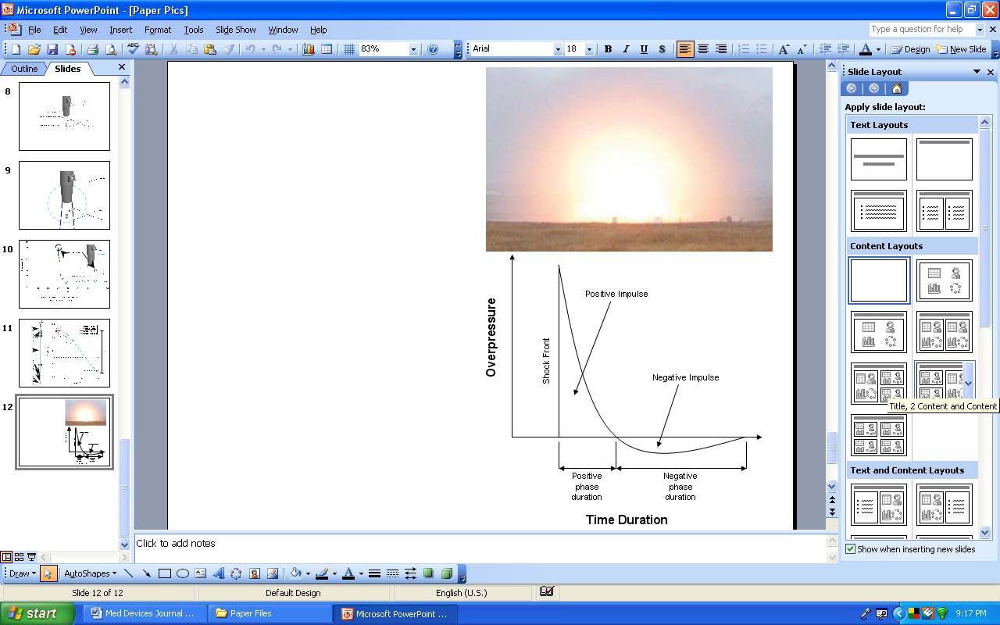 Microsoft PowerPoint - [Paper Pics]
File Edit View Insert Format Tools Slide Show Window Help
Type a question for help
83%
Arial
18
B I U S
A
Design
New Slide
Outline
Slides
8
9
10
11
12
Overpressure
Shock Front
Positive Impulse
Negative Impulse
Positive
phase
duration
Negative
phase
duration
Time Duration
Click to add notes
Slide Layout
Apply slide layout:
Text Layouts
Content Layouts
Title, 2 Content and Content
Text and Content Layouts
Show when inserting new slides
Draw
AutoShapes
Slide 12 of 12
Default Design
English (U.S.)
start
Med Devices Journal ...
Paper Files
Microsoft PowerPoint ...
9:17 PM